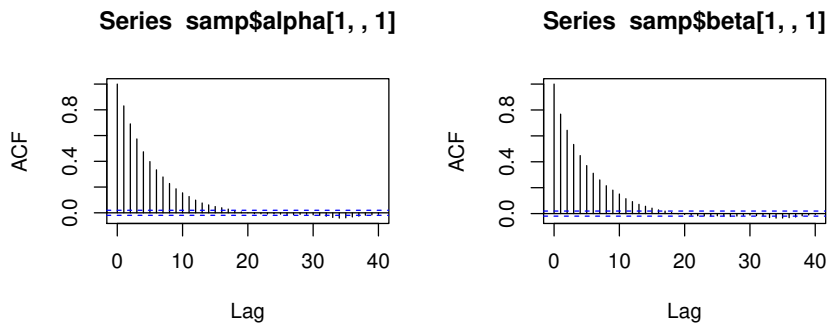 Series samp$alpha[1, , 1]
ACF
0.0 0.4 0.8
0 10 20 30 40
Lag
Series samp$beta[1, , 1]
ACF
0.0 0.4 0.8
0 10 20 30 40
Lag